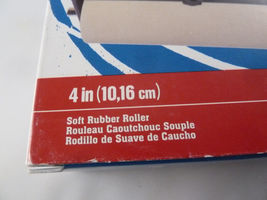 4 in (10,16 cm)
Soft Rubber Roller
Rouleau Caoutchouc Souple
Rodillo de Suave de Caucho